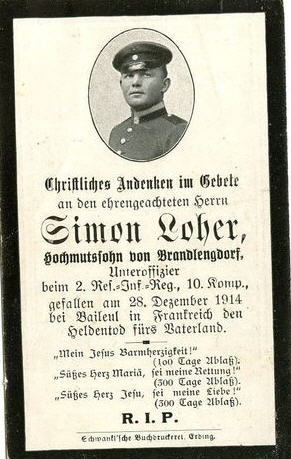 Christliches Andenken im Gebete
an den ehrengeachteten Herrn
Simon Loher,
Hochmutssohn von Brandlengdorf,
Unteroffizier
beim 2. Res.-Inf.-Reg., 10. Komp.,
gefallen am 28. Dezember 1914
bei Baileul in Frankreich den
Heldentod fürs Vaterland.
„Mein Jesus Barmherzigkeit!"
(100 Tage Ablaß).
„Süßes Herz Mariä, sei meine Rettung!"
(300 Tage Ablaß).
„Süßes Herz Jesu, sei meine Liebe!"
(300 Tage Ablaß).
R. I. P.
Schwankl'sche Buchdruckerei, Erding.